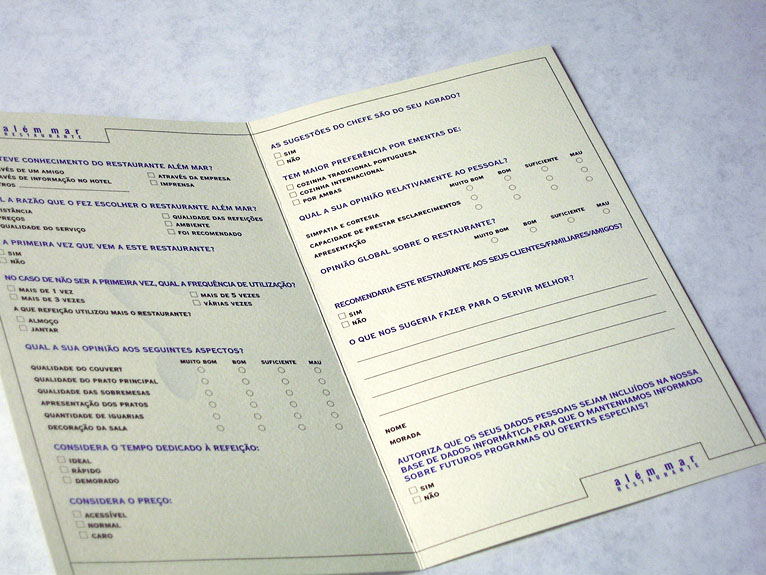 além mar
RESTAURANTE
TEVE CONHECIMENTO DO RESTAURANTE ALÉM MAR?
DE UM AMIGO
ATRAVÉS DA EMPRESA
DE INFORMAÇÃO NO HOTEL
IMPRENSA
A RAZÃO QUE O FEZ ESCOLHER O RESTAURANTE ALÉM MAR?
QUALIDADE DAS REFEIÇÕES
AMBIENTE
QUALIDADE DO SERVIÇO
FOI RECOMENDADO
A PRIMEIRA VEZ QUE VEM A ESTE RESTAURANTE?
SIM
NÃO
NO CASO DE NÃO SER A PRIMEIRA VEZ, QUAL A FREQUÊNCIA DE UTILIZAÇÃO?
MAIS DE 1 VEZ
MAIS DE 5 VEZES
MAIS DE 3 VEZES
VÁRIAS VEZES
A QUE REFEIÇÃO UTILIZOU MAIS O RESTAURANTE?
ALMOÇO
JANTAR
QUAL A SUA OPINIÃO AOS SEGUINTES ASPECTOS?
MUITO BOM BOM SUFICIENTE MAU
QUALIDADE DO COUVERT
QUALIDADE DO PRATO PRINCIPAL
QUALIDADE DAS SOBREMESAS
APRESENTAÇÃO DOS PRATOS
QUANTIDADE DE IGUARIAS
DECORAÇÃO DA SALA
CONSIDERA O TEMPO DEDICADO À REFEIÇÃO:
IDEAL
RÁPIDO
DEMORADO
CONSIDERA O PREÇO:
ACESSÍVEL
NORMAL
CARO
AS SUGESTÕES DO CHEFE SÃO DO SEU AGRADO?
SIM
NÃO
TEM MAIOR PREFERÊNCIA POR EMENTAS DE:
COZINHA TRADICIONAL PORTUGUESA
COZINHA INTERNACIONAL
POR AMBAS
QUAL A SUA OPINIÃO RELATIVAMENTE AO PESSOAL?
MUITO BOM BOM SUFICIENTE MAU
SIMPATIA E CORTESIA
CAPACIDADE DE PRESTAR ESCLARECIMENTOS
APRESENTAÇÃO
OPINIÃO GLOBAL SOBRE O RESTAURANTE?
MUITO BOM BOM SUFICIENTE MAU
RECOMENDARIA ESTE RESTAURANTE AOS SEUS CLIENTES/FAMILIARES/AMIGOS?
SIM
NÃO
O QUE NOS SUGERIA FAZER PARA O SERVIR MELHOR?
NOME
MORADA
AUTORIZA QUE OS SEUS DADOS PESSOAIS SEJAM INCLUÍDOS NA NOSSA
BASE DE DADOS INFORMÁTICA PARA QUE O MANTENHAMOS INFORMADO
SOBRE FUTUROS PROGRAMAS OU OFERTAS ESPECIAIS?
SIM
NÃO
além mar
RESTAURANTE